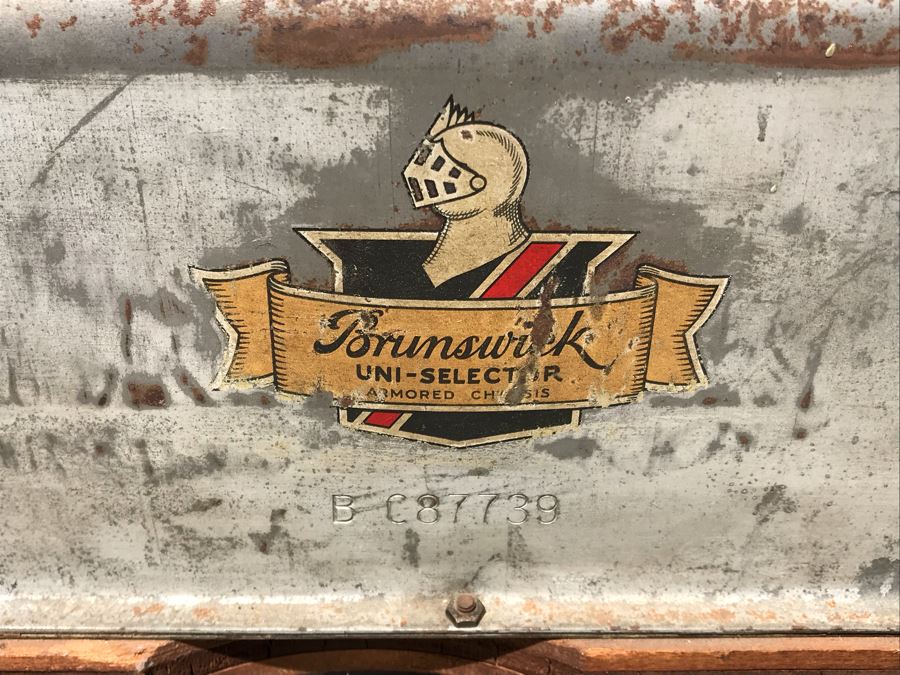 Brunswick
UNI-SELECTOR
ARMORED CHASSIS
B C87739